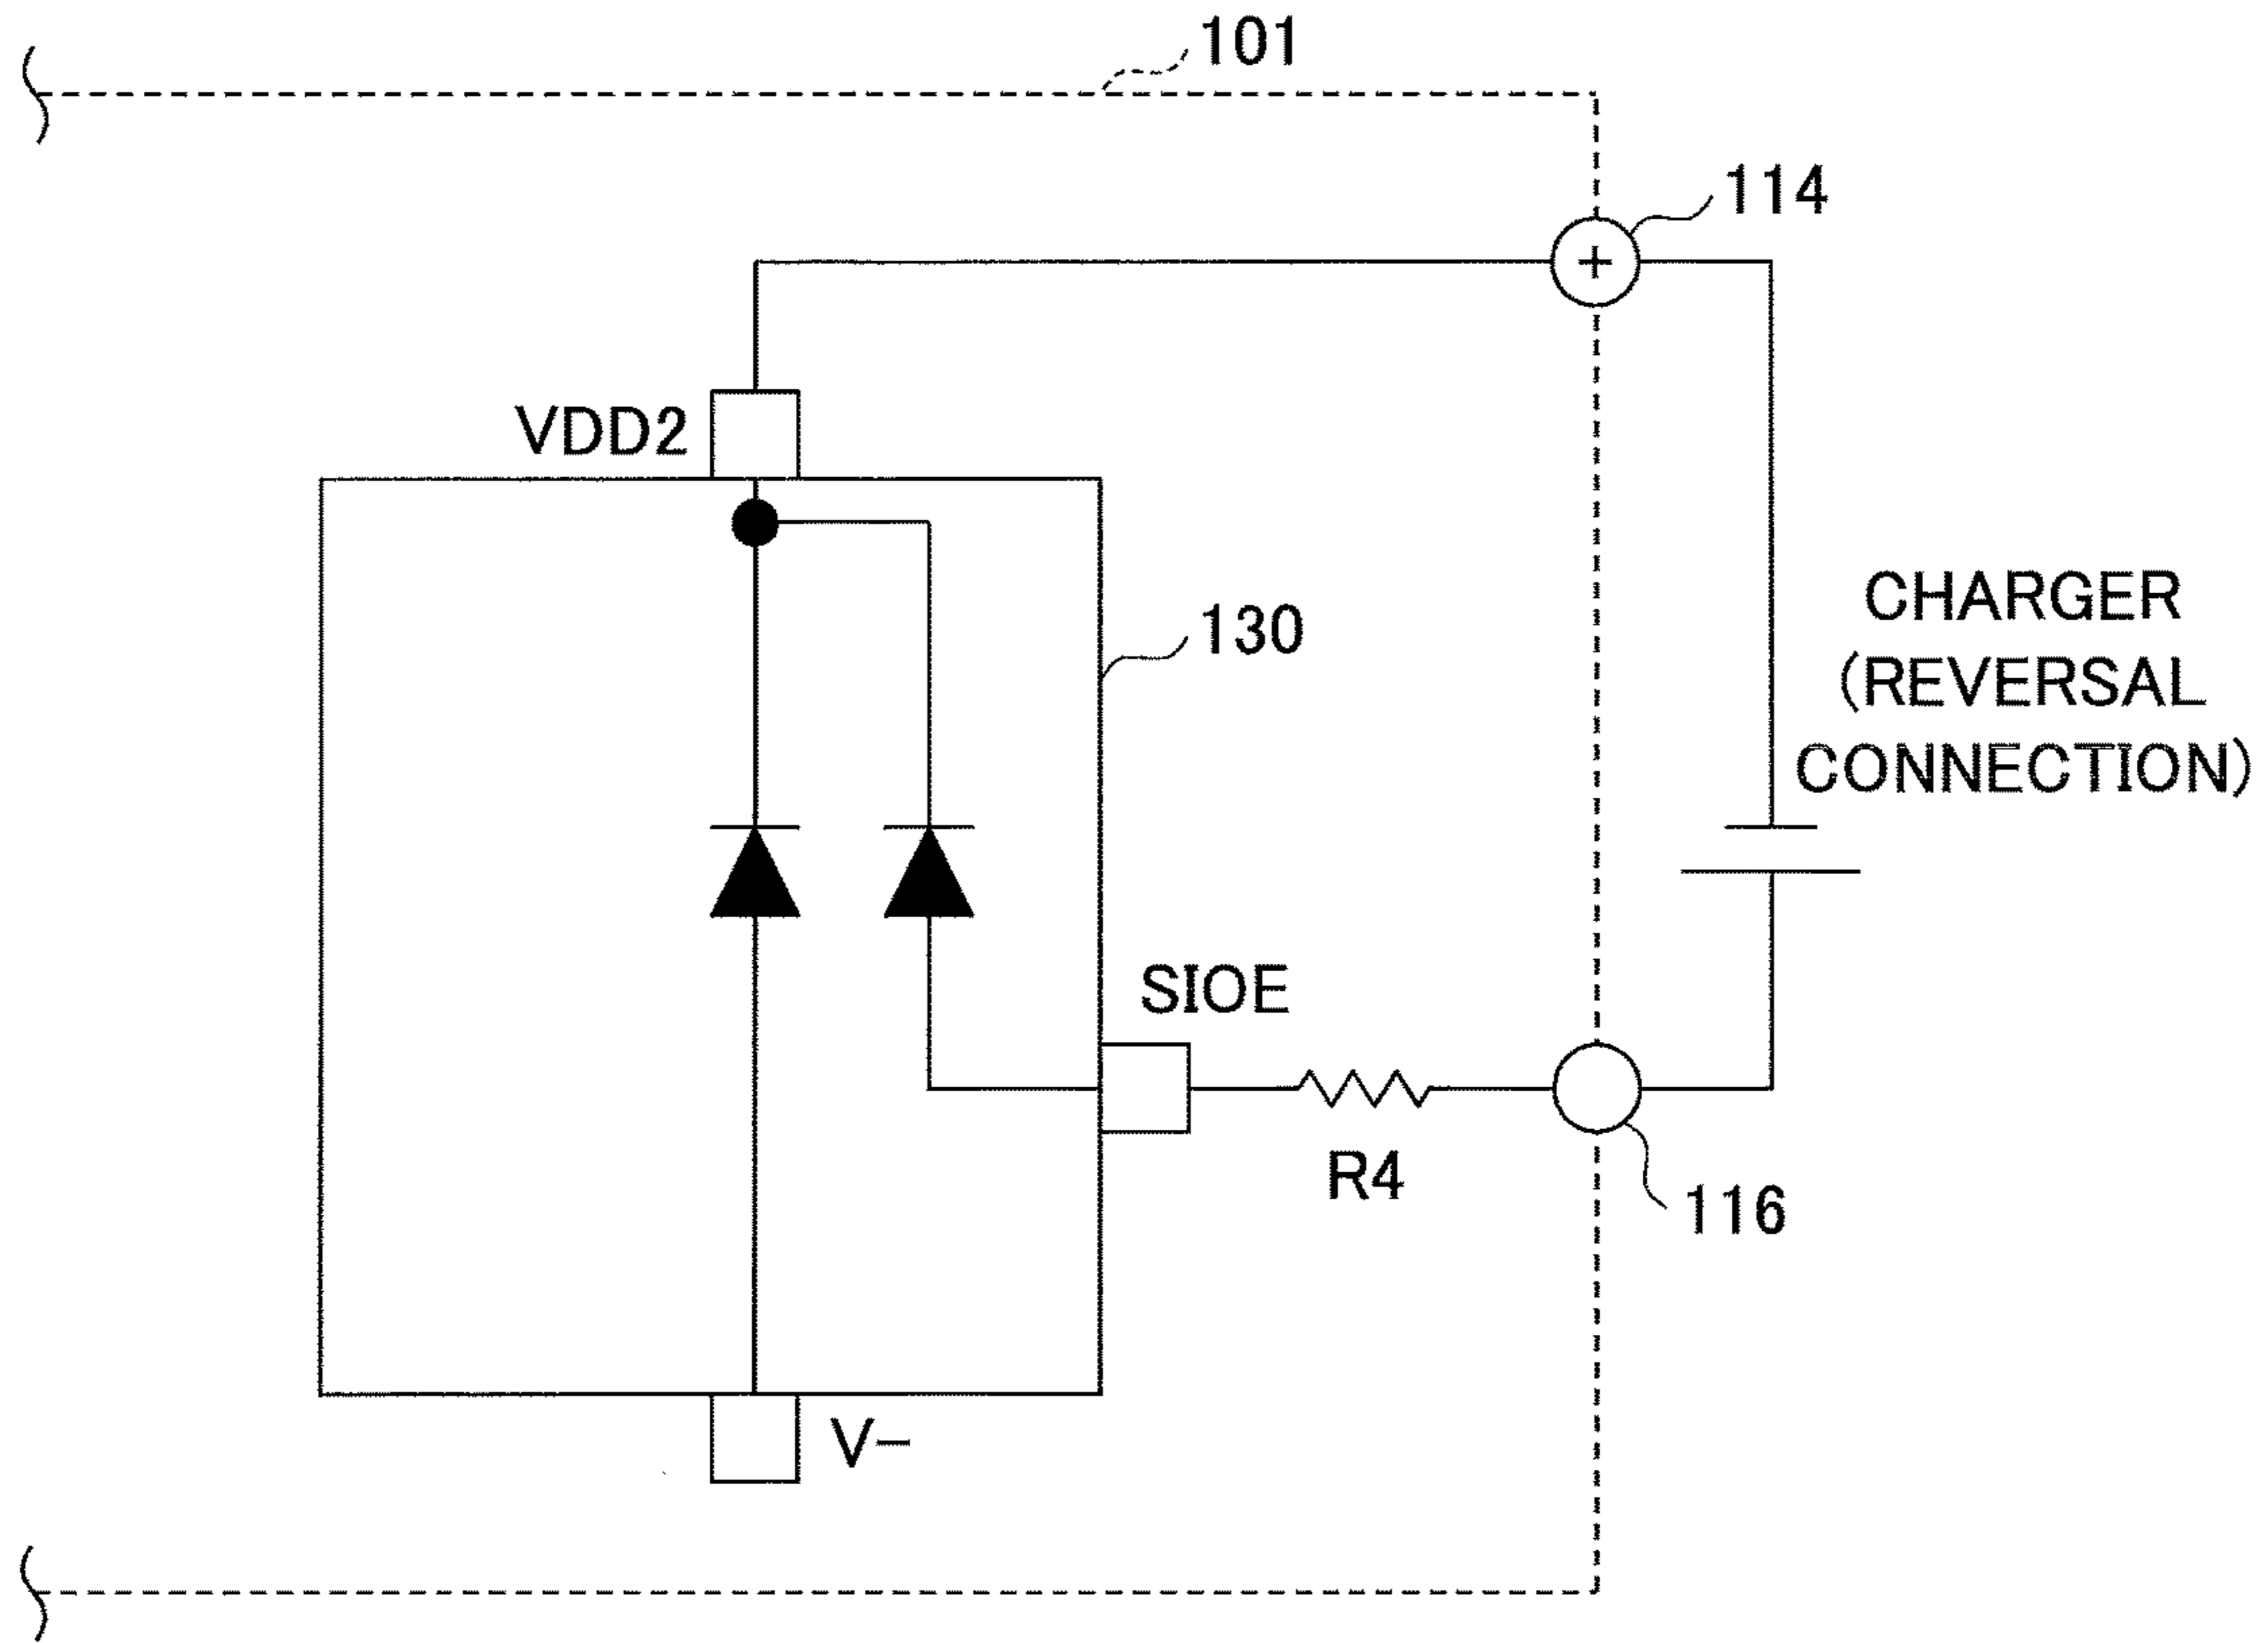 101
114
+
VDD2
130
CHARGER
(REVERSAL
CONNECTION)
SIOE
R4
116
V-